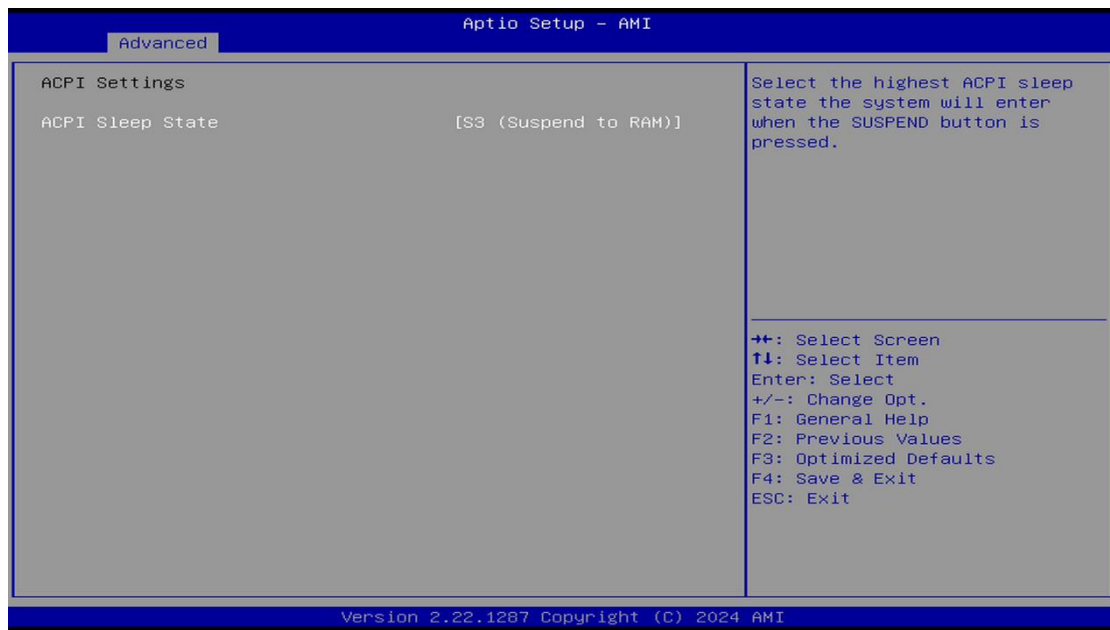 Aptio Setup – AMI
Advanced
ACPI Settings
ACPI Sleep State [S3 (Suspend to RAM)]
Select the highest ACPI sleep
state the system will enter
when the SUSPEND button is
pressed.
→←: Select Screen
↑↓: Select Item
Enter: Select
+/-: Change Opt.
F1: General Help
F2: Previous Values
F3: Optimized Defaults
F4: Save & Exit
ESC: Exit
Version 2.22.1287 Copyright (C) 2024 AMI